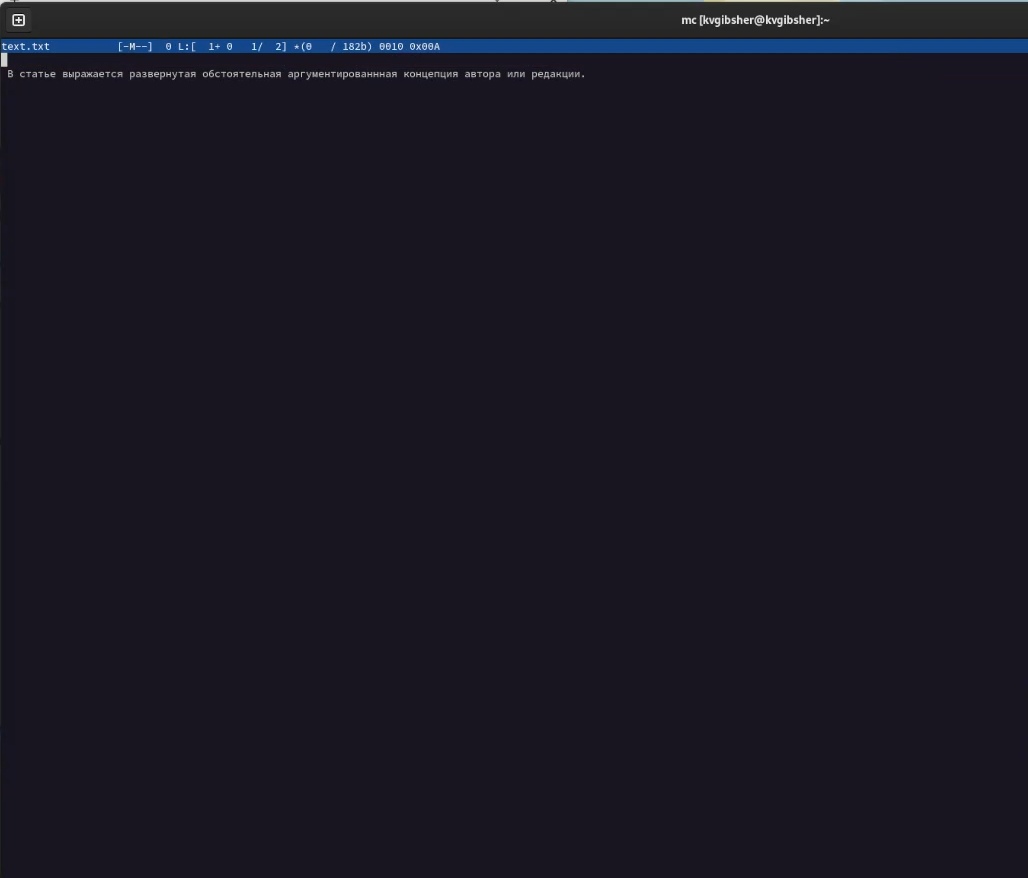 mc [kvgibsher@kvgibsher]:~
text.txt [-M--] 0 L:[ 1+ 0 1/ 2] *(0 / 182b) 0010 0x00A
В статье выражается развернутая обстоятельная аргументированнная концепция автора или редакции.